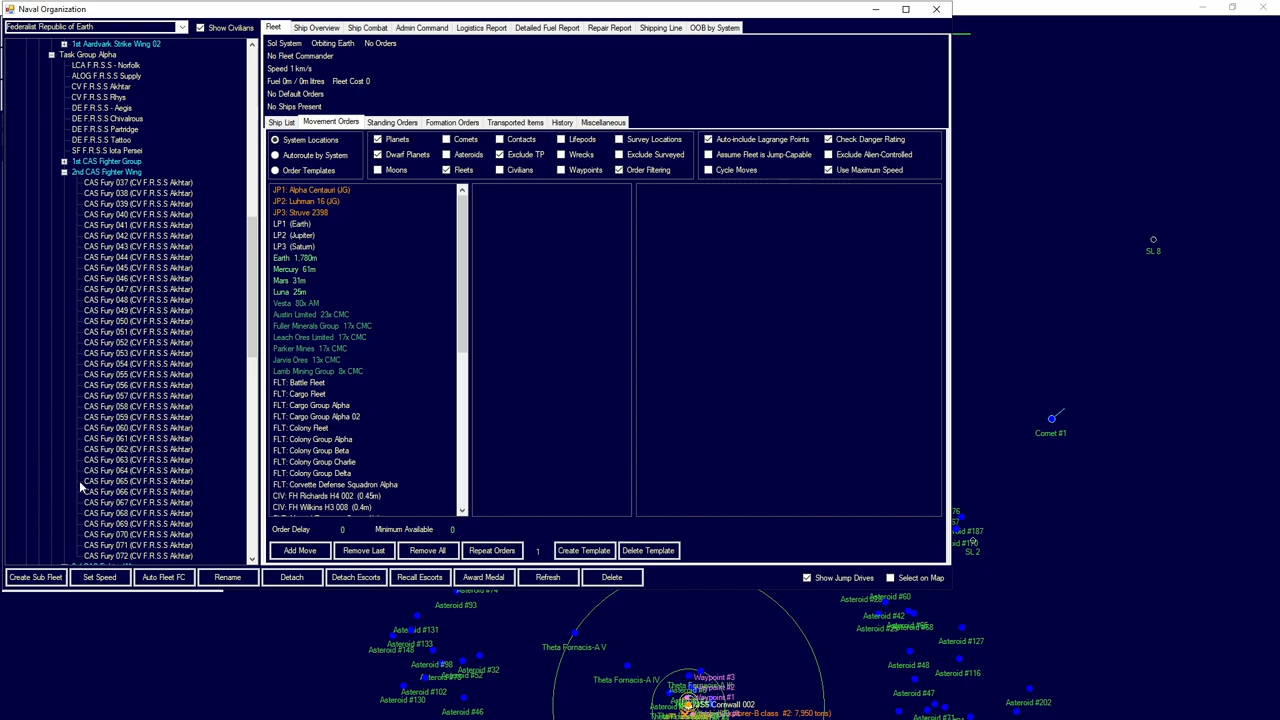 Naval Organization
Federalist Republic of Earth
Show Civilians
Fleet
Ship Overview
Ship Combat
Admin Command
Logistics Report
Detailed Fuel Report
Repair Report
Shipping Line
OOB by System
1st Aardvark Strike Wing 02
Task Group Alpha
LCA F.R.S.S - Norfolk
ALOG F.R.S.S Supply
CV F.R.S.S Akhtar
CV F.R.S.S Rhys
DE F.R.S.S - Aegis
DE F.R.S.S Chivalrous
DE F.R.S.S Partridge
DE F.R.S.S Tattoo
SF F.R.S.S Iota Persei
1st CAS Fighter Group
2nd CAS Fighter Wing
CAS Fury 037 (CV F.R.S.S Akhtar)
CAS Fury 038 (CV F.R.S.S Akhtar)
CAS Fury 039 (CV F.R.S.S Akhtar)
CAS Fury 040 (CV F.R.S.S Akhtar)
CAS Fury 041 (CV F.R.S.S Akhtar)
CAS Fury 042 (CV F.R.S.S Akhtar)
CAS Fury 043 (CV F.R.S.S Akhtar)
CAS Fury 044 (CV F.R.S.S Akhtar)
CAS Fury 045 (CV F.R.S.S Akhtar)
CAS Fury 046 (CV F.R.S.S Akhtar)
CAS Fury 047 (CV F.R.S.S Akhtar)
CAS Fury 048 (CV F.R.S.S Akhtar)
CAS Fury 049 (CV F.R.S.S Akhtar)
CAS Fury 050 (CV F.R.S.S Akhtar)
CAS Fury 051 (CV F.R.S.S Akhtar)
CAS Fury 052 (CV F.R.S.S Akhtar)
CAS Fury 053 (CV F.R.S.S Akhtar)
CAS Fury 054 (CV F.R.S.S Akhtar)
CAS Fury 055 (CV F.R.S.S Akhtar)
CAS Fury 056 (CV F.R.S.S Akhtar)
CAS Fury 057 (CV F.R.S.S Akhtar)
CAS Fury 058 (CV F.R.S.S Akhtar)
CAS Fury 059 (CV F.R.S.S Akhtar)
CAS Fury 060 (CV F.R.S.S Akhtar)
CAS Fury 061 (CV F.R.S.S Akhtar)
CAS Fury 062 (CV F.R.S.S Akhtar)
CAS Fury 063 (CV F.R.S.S Akhtar)
CAS Fury 064 (CV F.R.S.S Akhtar)
CAS Fury 065 (CV F.R.S.S Akhtar)
CAS Fury 066 (CV F.R.S.S Akhtar)
CAS Fury 067 (CV F.R.S.S Akhtar)
CAS Fury 068 (CV F.R.S.S Akhtar)
CAS Fury 069 (CV F.R.S.S Akhtar)
CAS Fury 070 (CV F.R.S.S Akhtar)
CAS Fury 071 (CV F.R.S.S Akhtar)
CAS Fury 072 (CV F.R.S.S Akhtar)
Sol System Orbiting Earth No Orders
No Fleet Commander
Speed 1 km/s
Fuel 0m / 0m litres Fleet Cost 0
No Default Orders
No Ships Present
Ship List
Movement Orders
Standing Orders
Formation Orders
Transported Items
History
Miscellaneous
System Locations
Autoroute by System
Order Templates
Planets
Comets
Contacts
Lifepods
Survey Locations
Dwarf Planets
Asteroids
Exclude TP
Wrecks
Exclude Surveyed
Moons
Fleets
Civilians
Waypoints
Order Filtering
Auto-include Lagrange Points
Check Danger Rating
Assume Fleet is Jump-Capable
Exclude Alien-Controlled
Cycle Moves
Use Maximum Speed
JP1: Alpha Centauri (JG)
JP2: Luhman 16 (JG)
JP3: Struve 2398
LP1 (Earth)
LP2 (Jupiter)
LP3 (Saturn)
Earth 1,780m
Mercury 61m
Mars 31m
Luna 25m
Vesta 80x AM
Austin Limited 23x CMC
Fuller Minerals Group 17x CMC
Leach Ores Limited 17x CMC
Parker Mines 17x CMC
Jarvis Ores 13x CMC
Lamb Mining Group 8x CMC
FLT: Battle Fleet
FLT: Cargo Fleet
FLT: Cargo Group Alpha
FLT: Cargo Group Alpha 02
FLT: Colony Fleet
FLT: Colony Group Alpha
FLT: Colony Group Beta
FLT: Colony Group Charlie
FLT: Colony Group Delta
FLT: Corvette Defense Squadron Alpha
CIV: FH Richards H4 002 (0.45m)
CIV: FH Wilkins H3 008 (0.4m)
Order Delay 0 Minimum Available 0
Add Move
Remove Last
Remove All
Repeat Orders
1
Create Template
Delete Template
Create Sub Fleet
Set Speed
Auto Fleet FC
Rename
Detach
Detach Escorts
Recall Escorts
Award Medal
Refresh
Delete
Show Jump Drives
Select on Map
SL 8
Comet #1
SL 2
Asteroid #93
Asteroid #131
Asteroid #133
Asteroid #148
Asteroid #98
Asteroid #32
Asteroid #102
Asteroid #130
Asteroid #46
Theta Fornacis-A V
Theta Fornacis-A IV
Waypoint #3
Waypoint #1
Asteroid #60
Asteroid #42
Asteroid #127
Asteroid #48
Asteroid #116
Asteroid #47
Asteroid #202